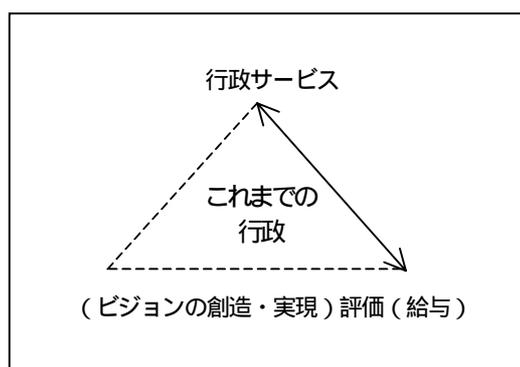 行政サービス
これまでの
行政
（ビジョンの創造・実現）評価（給与）